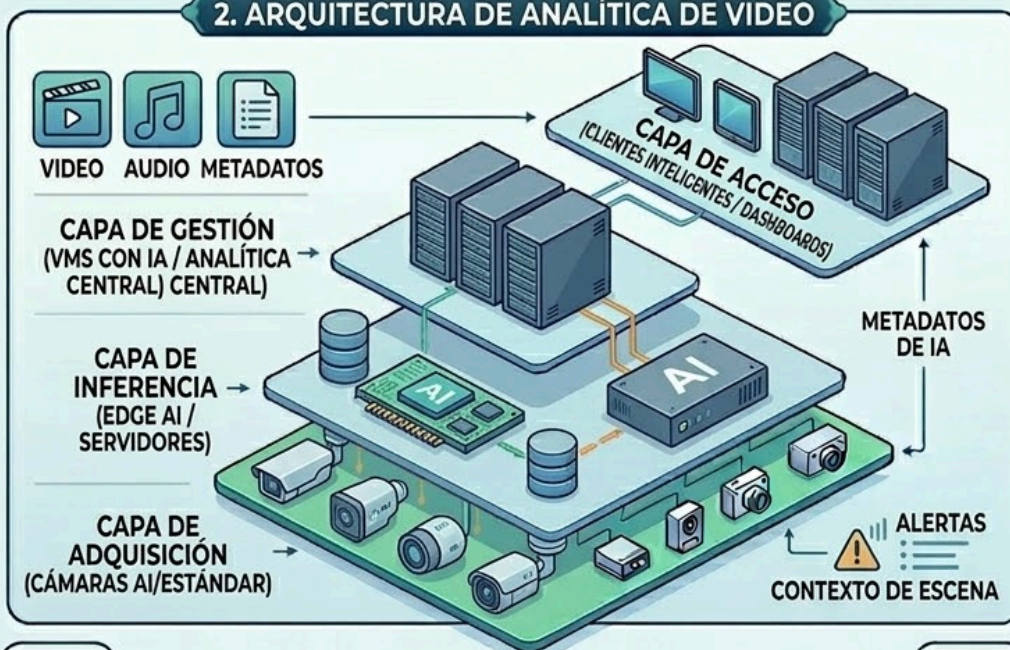 2. ARQUITECTURA DE ANALÍTICA DE VIDEO
VIDEO
AUDIO
METADATOS
CAPA DE ACCESO
/CLIENTES INTELIGENTES / DASHBOAROS)
CAPA DE GESTIÓN
(VMS CON IA / ANALÍTICA
CENTRAL) CENTRAL)
METADATOS
DE IA
CAPA DE
INFERENCIA
(EDGE AI /
SERVIDORES)
AI
AI
CAPA DE
ADQUISICIÓN
(CÁMARAS AI/ESTÁNDAR)
ALERTAS
CONTEXTO DE ESCENA